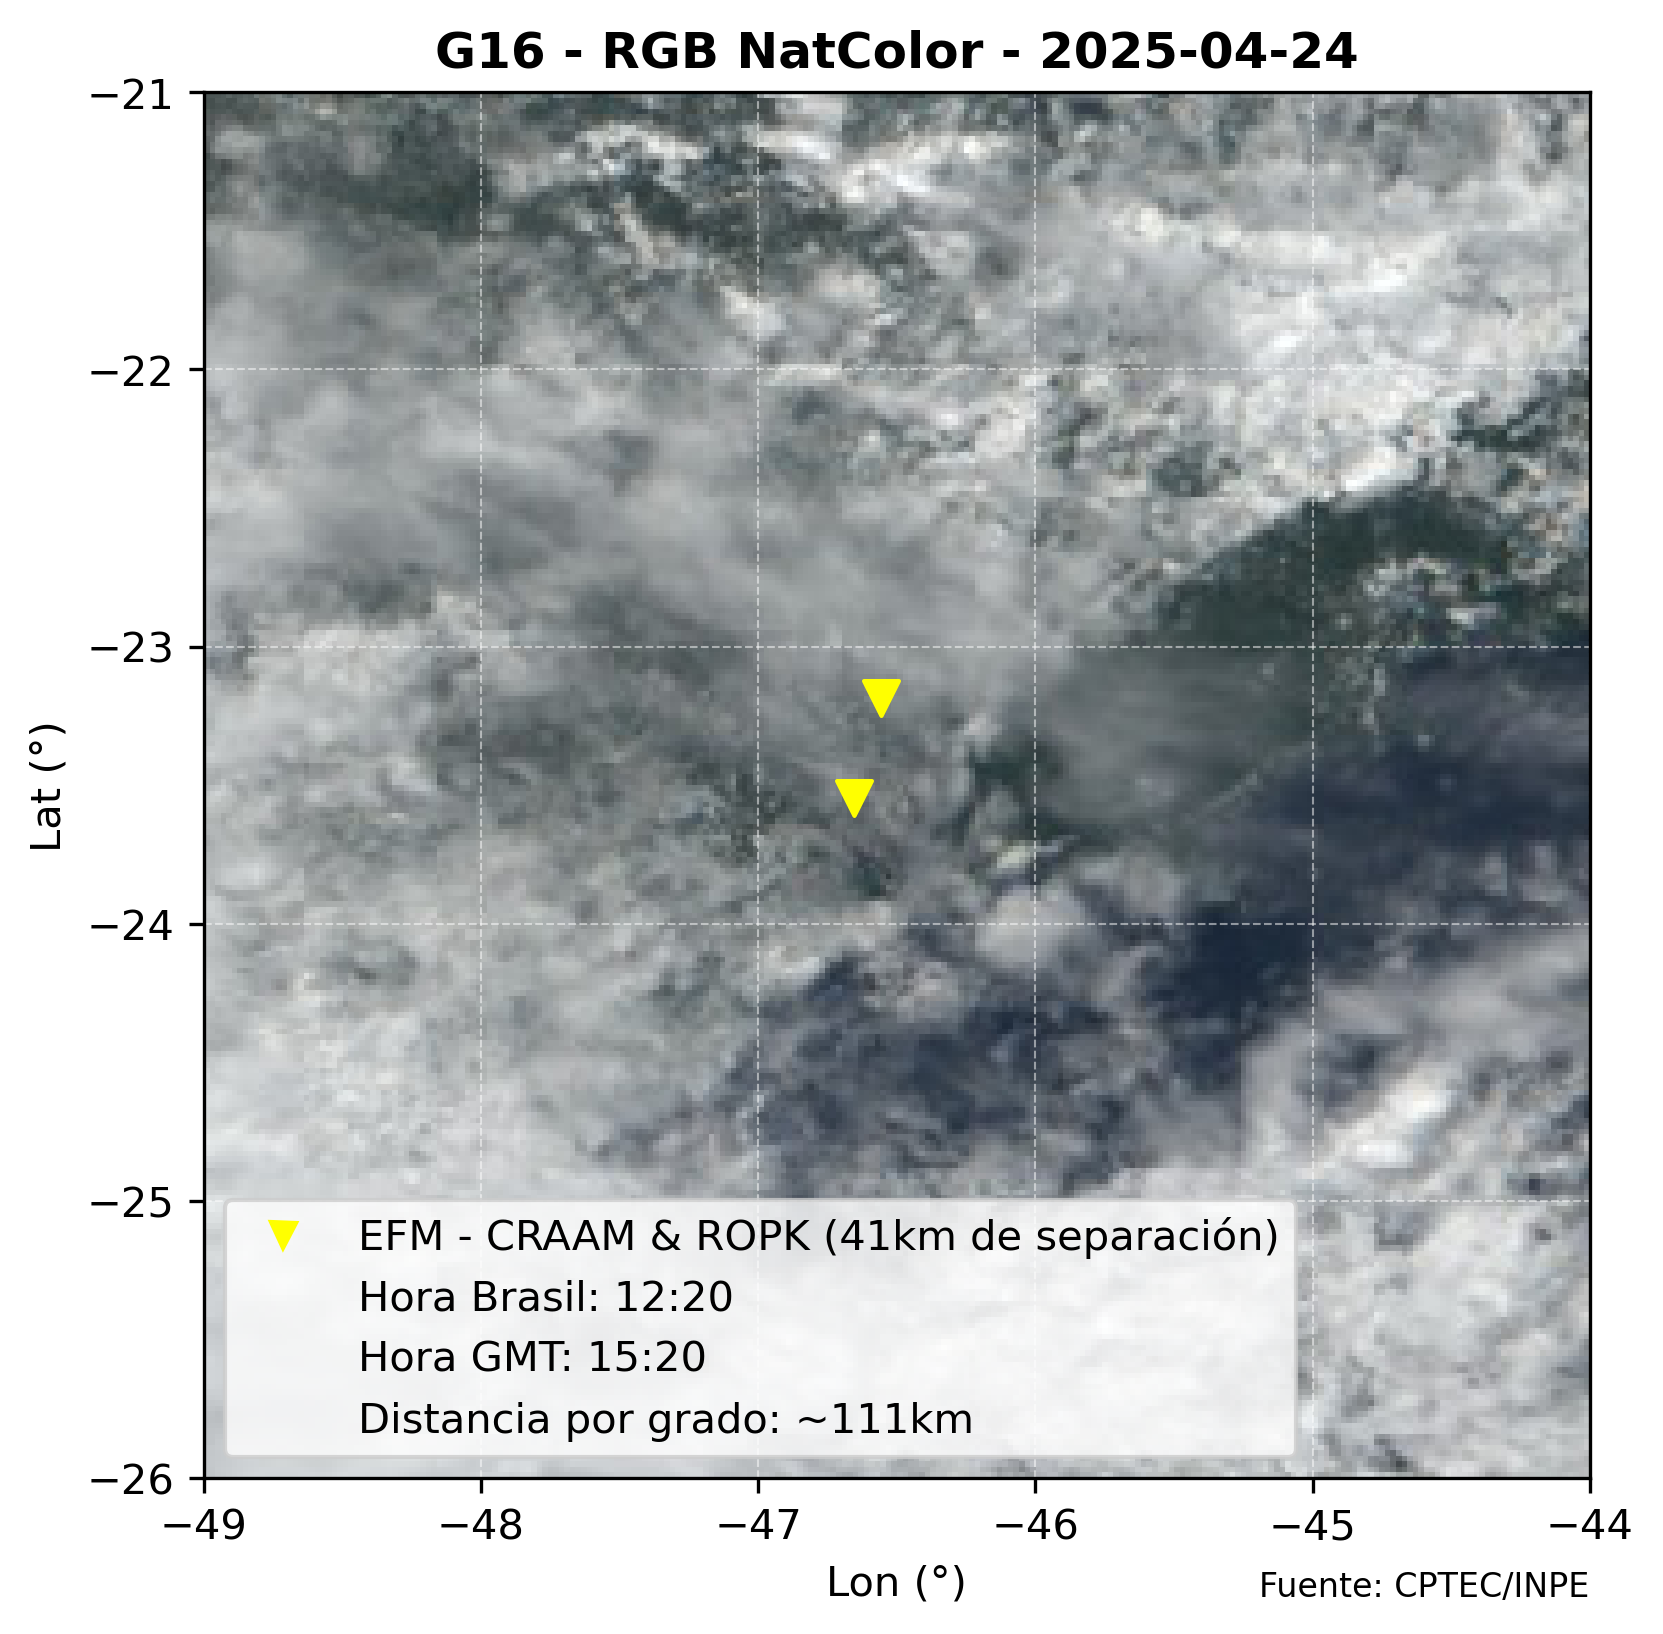 G16 - RGB NatColor - 2025-04-24
−21
−22
−23
−24
−25
−26
Lat (°)
EFM - CRAAM & ROPK (41km de separación)
Hora Brasil: 12:20
Hora GMT: 15:20
Distancia por grado: ~111km
−49 −48 −47 −46 −45 −44
Lon (°)
Fuente: CPTEC/INPE